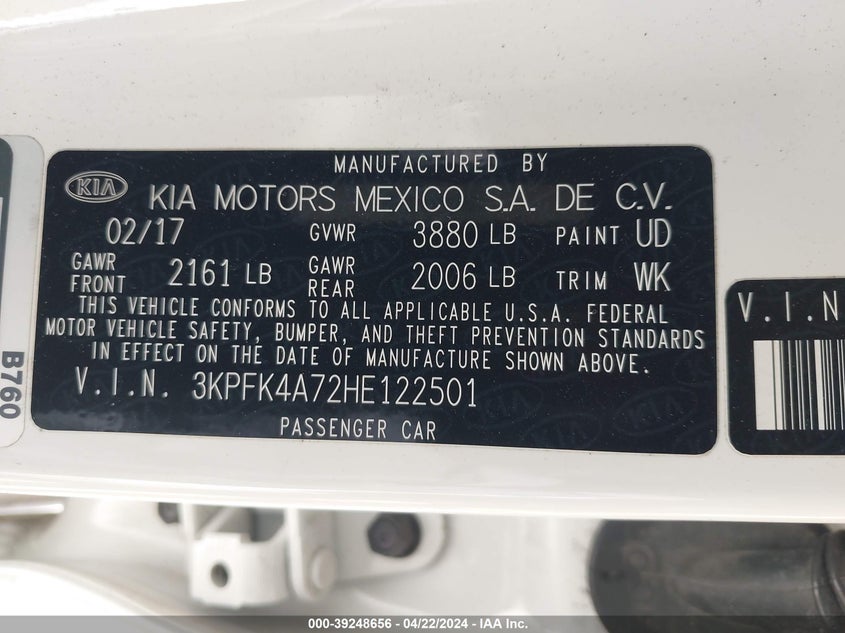 MANUFACTURED BY
KIA KIA MOTORS MEXICO S.A. DE C.V.
02/17 GVWR 3880 LB PAINT UD
GAWR FRONT 2161 LB GAWR REAR 2006 LB TRIM WK
THIS VEHICLE CONFORMS TO ALL APPLICABLE U.S.A. FEDERAL
MOTOR VEHICLE SAFETY, BUMPER, AND THEFT PREVENTION STANDARDS
IN EFFECT ON THE DATE OF MANUFACTURE SHOWN ABOVE.
V.I.N. 3KPFK4A72HE122501
PASSENGER CAR
V.I.N
B760
000-39248656 - 04/22/2024 - IAA Inc.